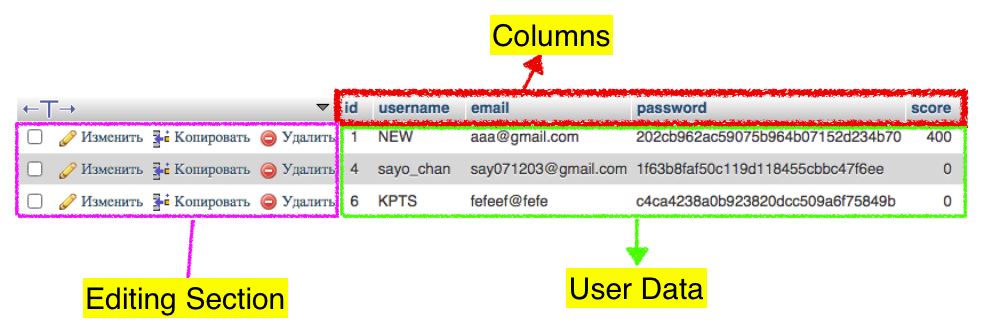 Columns
id username email password score
Изменить Копировать Удалить 1 NEW aaa@gmail.com 202cb962ac59075b964b07152d234b70 400
Изменить Копировать Удалить 4 sayo_chan say071203@gmail.com 1f63b8faf50c119d118455cbbc47f6ee 0
Изменить Копировать Удалить 6 KPTS fefeef@fefe c4ca4238a0b923820dcc509a6f75849b 0
Editing Section
User Data